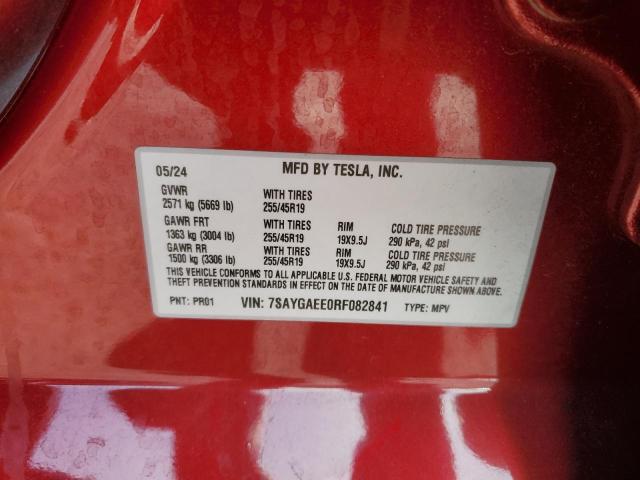 05/24 MFD BY TESLA, INC.
GVWR WITH TIRES
2571 kg (5669 lb) 255/45R19
GAWR FRT WITH TIRES RIM COLD TIRE PRESSURE
1363 kg (3004 lb) 255/45R19 19X9.5J 290 kPa, 42 psi
GAWR RR WITH TIRES RIM COLD TIRE PRESSURE
1500 kg (3306 lb) 255/45R19 19X9.5J 290 kPa, 42 psi
THIS VEHICLE CONFORMS TO ALL APPLICABLE U.S. FEDERAL MOTOR VEHICLE SAFETY AND
THEFT PREVENTION STANDARDS IN EFFECT ON THE DATE OF MANUFACTURE SHOWN ABOVE.
PNT: PR01 VIN: 7SAYGAEE0RF082841 TYPE: MPV